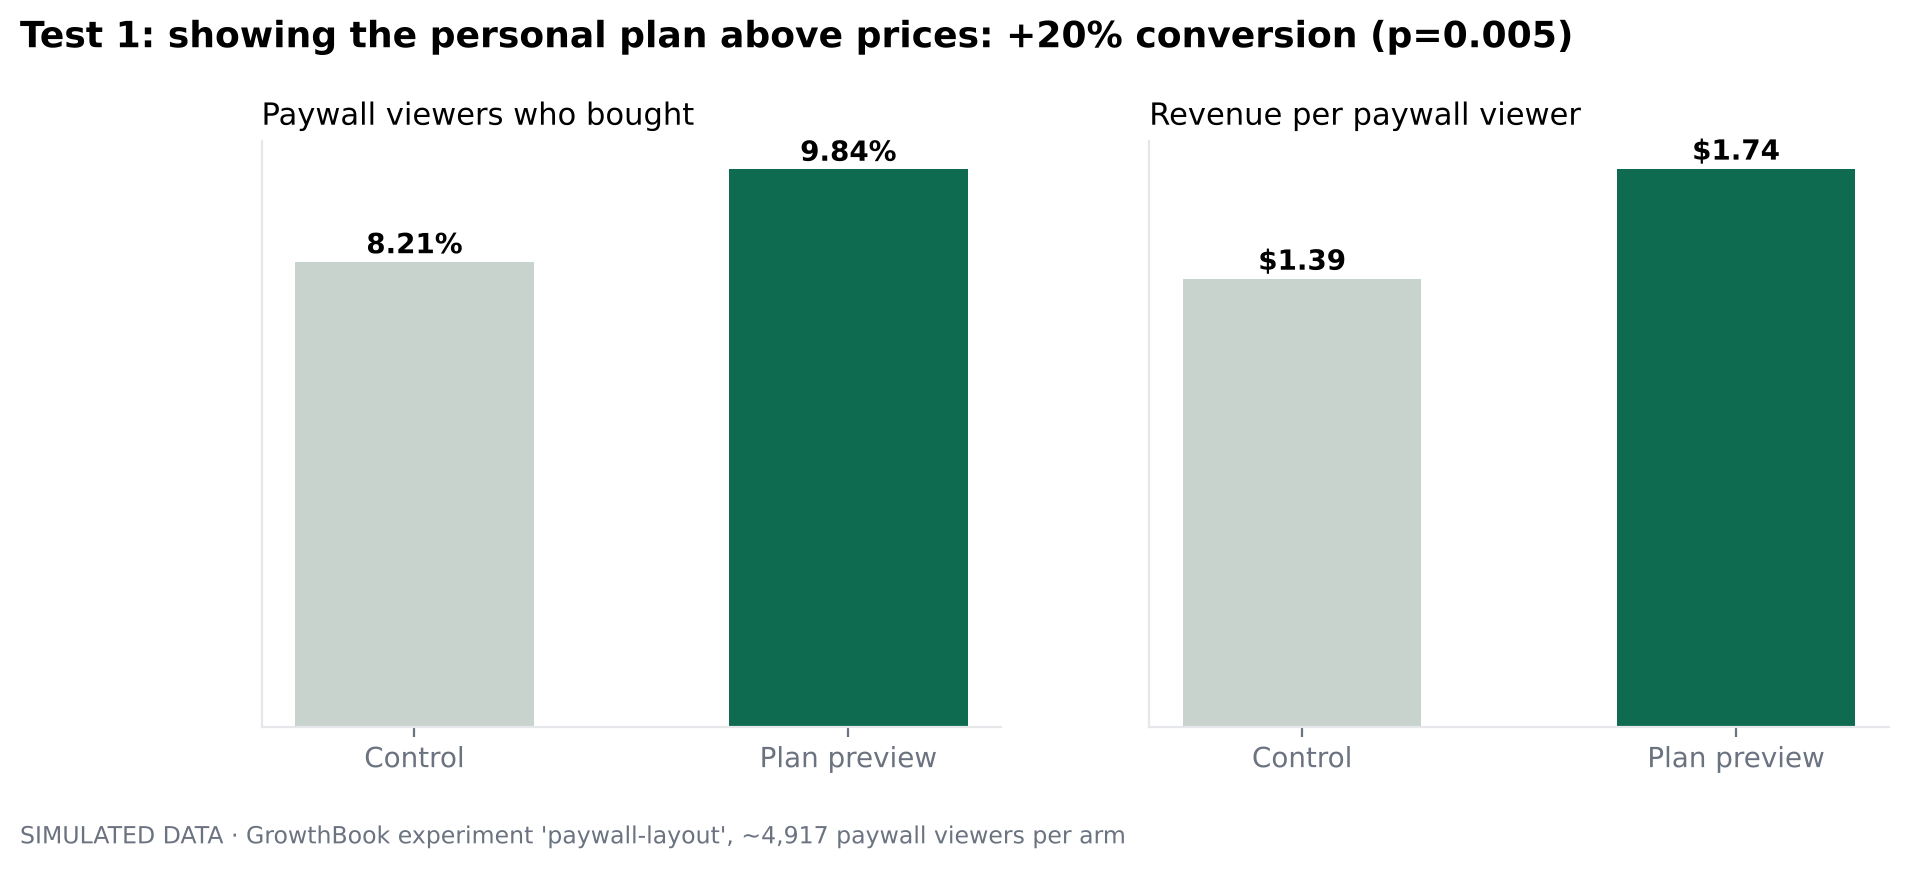 Test 1: showing the personal plan above prices: +20% conversion (p=0.005)
Paywall viewers who bought
8.21%
9.84%
Control
Plan preview
Revenue per paywall viewer
$1.39
$1.74
Control
Plan preview
SIMULATED DATA · GrowthBook experiment 'paywall-layout', ~4,917 paywall viewers per arm